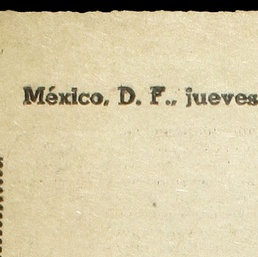 México, D. F., jueves